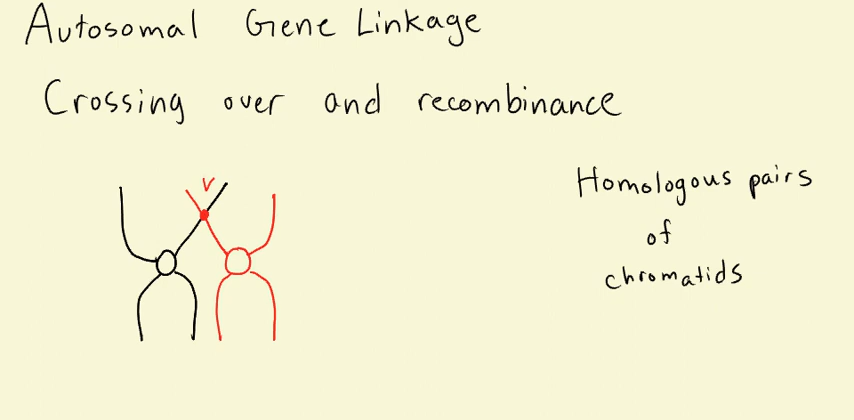 Autosomal Gene Linkage
Crossing over and recombinance
r
Homologous pairs
of
chromatids